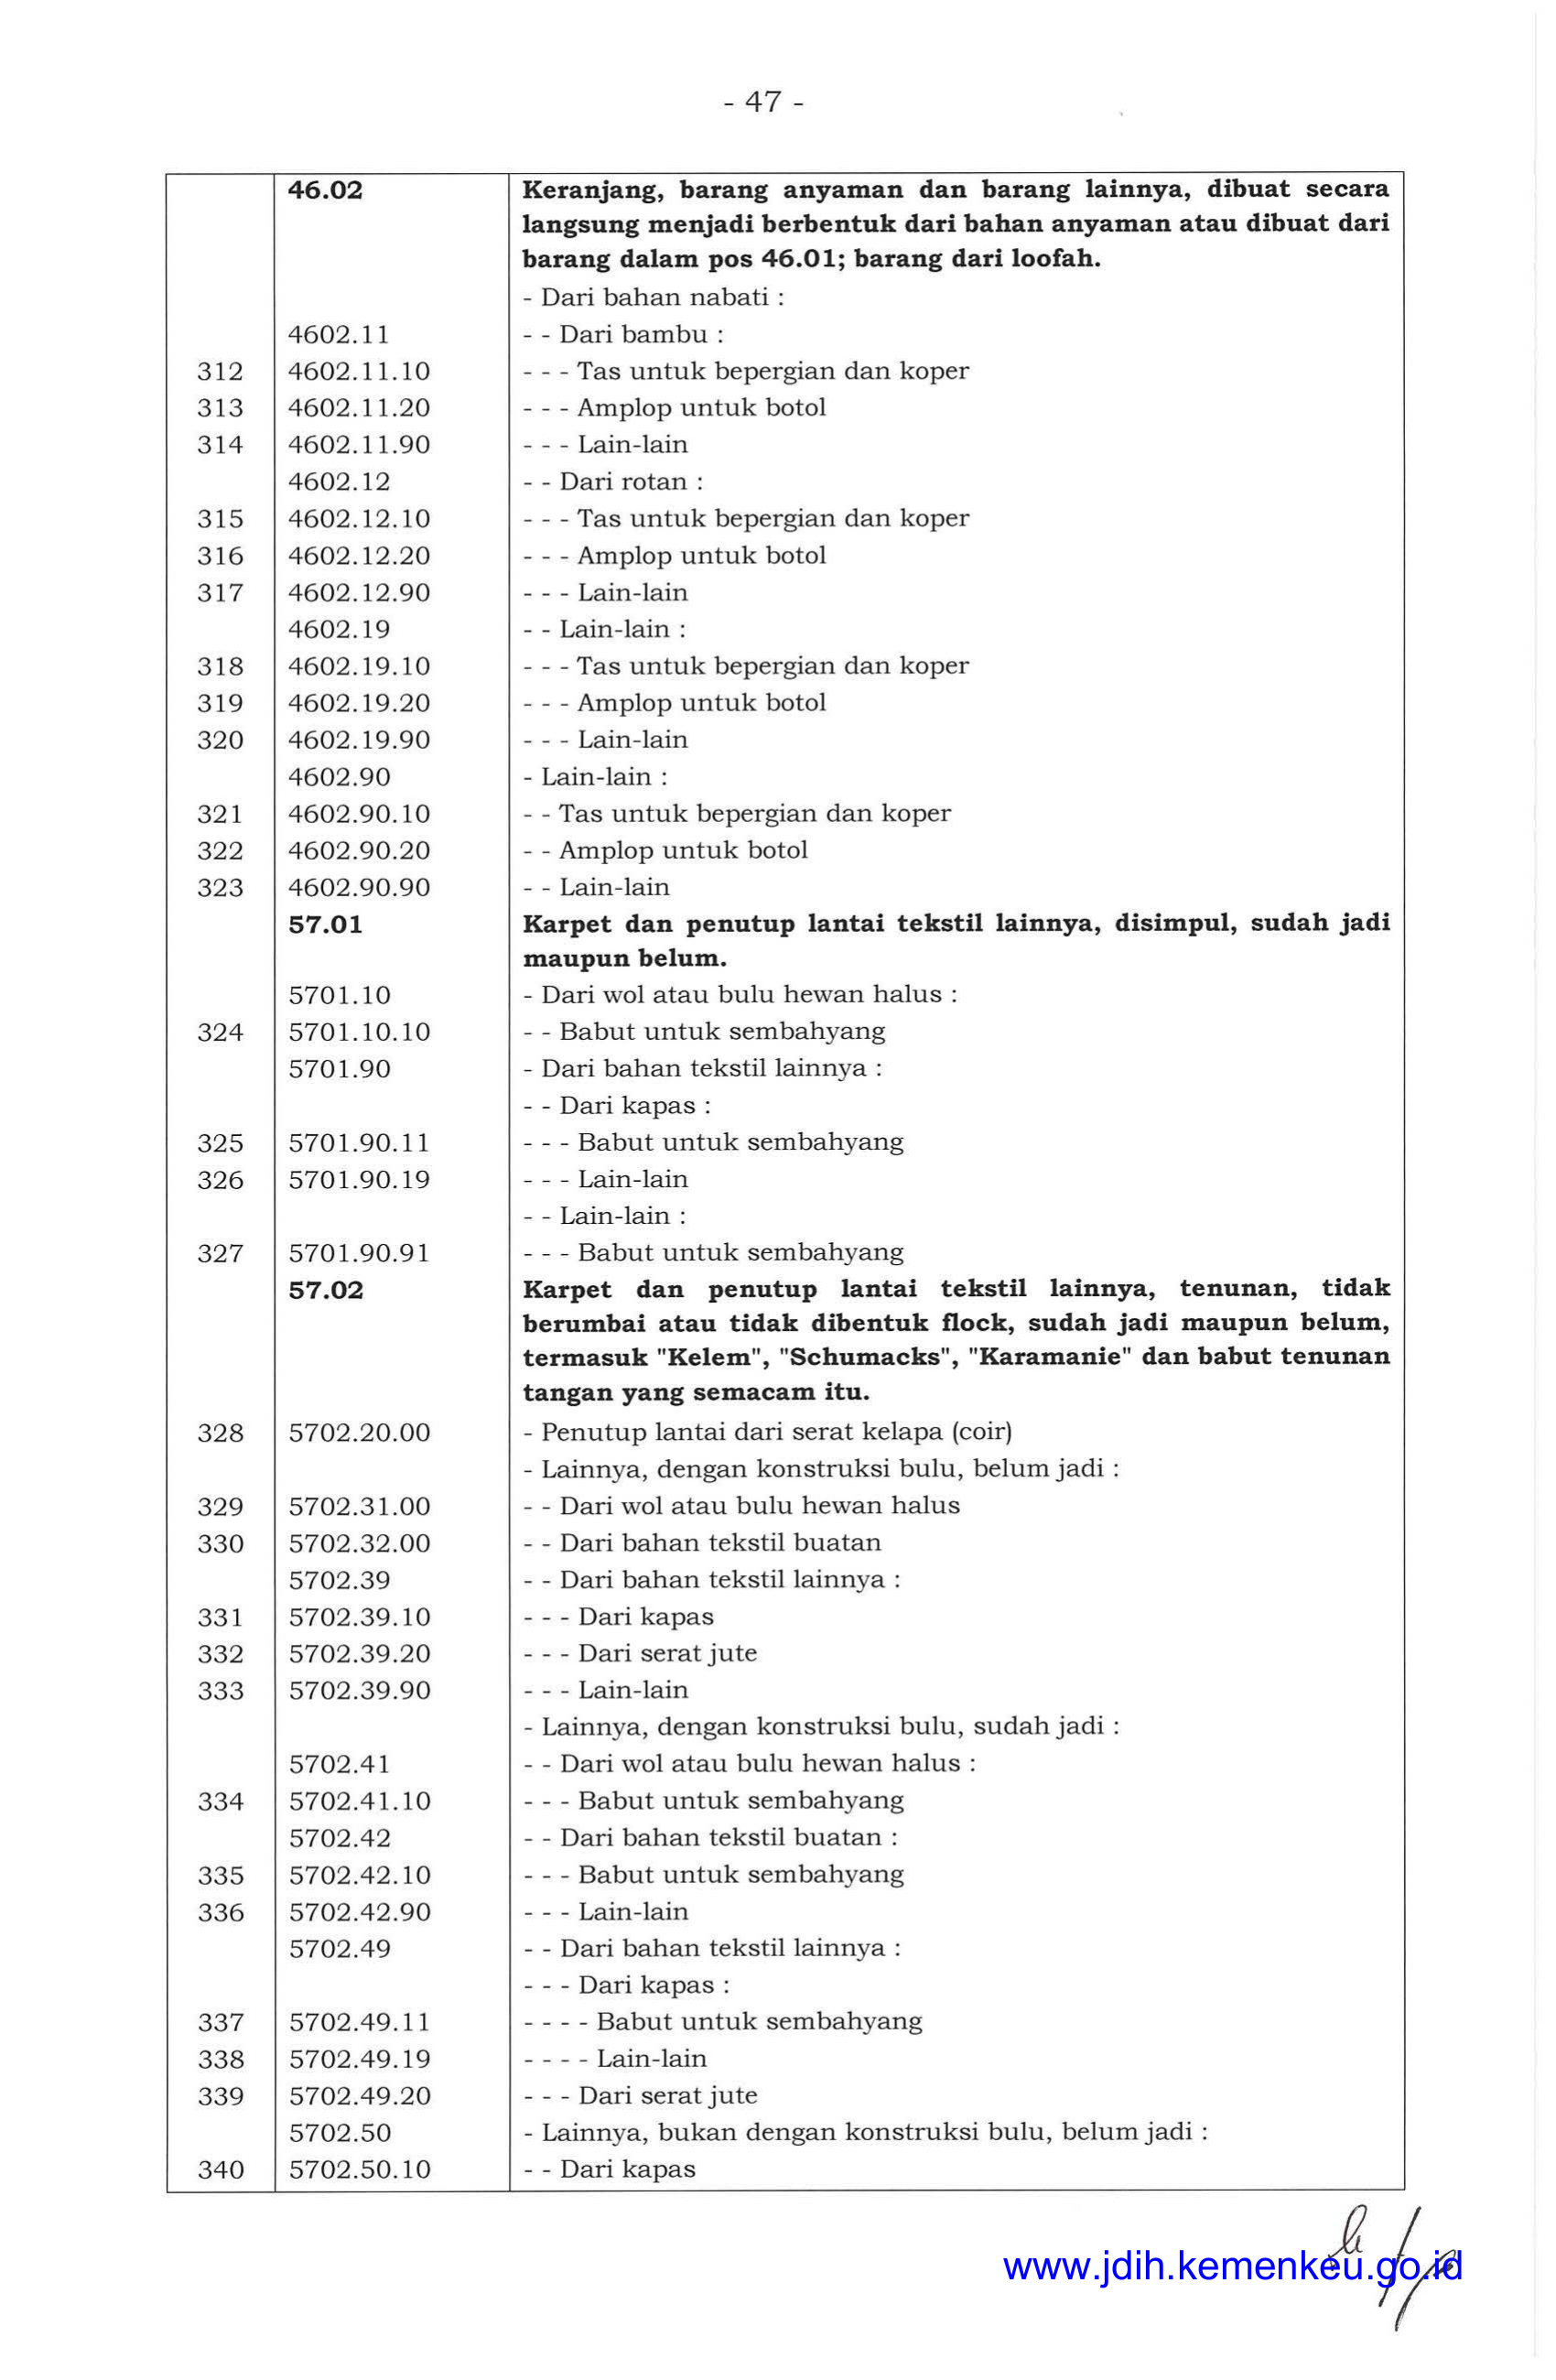 - 47 -
46.02 Keranjang, barang anyaman dan barang lainnya, dibuat secara
langsung menjadi berbentuk dari bahan anyaman atau dibuat dari
barang dalam pos 46.01; barang dari loofah.
- Dari bahan nabati :
4602.11 - - Dari bambu :
312 4602.11.10 - - - Tas untuk bepergian dan koper
313 4602.11.20 - - - Amplop untuk botol
314 4602.11.90 - - - Lain-lain
4602.12 - - Dari rotan :
315 4602.12.10 - - - Tas untuk bepergian dan koper
316 4602.12.20 - - - Amplop untuk botol
317 4602.12.90 - - - Lain-lain
4602.19 - - Lain-lain :
318 4602.19.10 - - - Tas untuk bepergian dan koper
319 4602.19.20 - - - Amplop untuk botol
320 4602.19.90 - - - Lain-lain
4602.90 - Lain-lain :
321 4602.90.10 - - Tas untuk bepergian dan koper
322 4602.90.20 - - Amplop untuk botol
323 4602.90.90 - - Lain-lain
57.01 Karpet dan penutup lantai tekstil lainnya, disimpul, sudah jadi
maupun belum.
5701.10 - Dari wol atau bulu hewan halus :
324 5701.10.10 - - Babut untuk sembahyang
5701.90 - Dari bahan tekstil lainnya :
- - Dari kapas :
325 5701.90.11 - - - Babut untuk sembahyang
326 5701.90.19 - - - Lain-lain
- - Lain-lain :
327 5701.90.91 - - - Babut untuk sembahyang
57.02 Karpet dan penutup lantai tekstil lainnya, tenunan, tidak
berumbai atau tidak dibentuk flock, sudah jadi maupun belum,
termasuk "Kelem", "Schumacks", "Karamanie" dan babut tenunan
tangan yang semacam itu.
328 5702.20.00 - Penutup lantai dari serat kelapa (coir)
- Lainnya, dengan konstruksi bulu, belum jadi :
329 5702.31.00 - - Dari wol atau bulu hewan halus
330 5702.32.00 - - Dari bahan tekstil buatan
5702.39 - - Dari bahan tekstil lainnya :
331 5702.39.10 - - - Dari kapas
332 5702.39.20 - - - Dari serat jute
333 5702.39.90 - - - Lain-lain
- Lainnya, dengan konstruksi bulu, sudah jadi :
5702.41 - - Dari wol atau bulu hewan halus :
334 5702.41.10 - - - Babut untuk sembahyang
5702.42 - - Dari bahan tekstil buatan :
335 5702.42.10 - - - Babut untuk sembahyang
336 5702.42.90 - - - Lain-lain
5702.49 - - Dari bahan tekstil lainnya :
- - - Dari kapas :
337 5702.49.11 - - - - Babut untuk sembahyang
338 5702.49.19 - - - - Lain-lain
339 5702.49.20 - - - Dari serat jute
5702.50 - Lainnya, bukan dengan konstruksi bulu, belum jadi :
340 5702.50.10 - - Dari kapas
www.jdih.kemenkeu.go.id